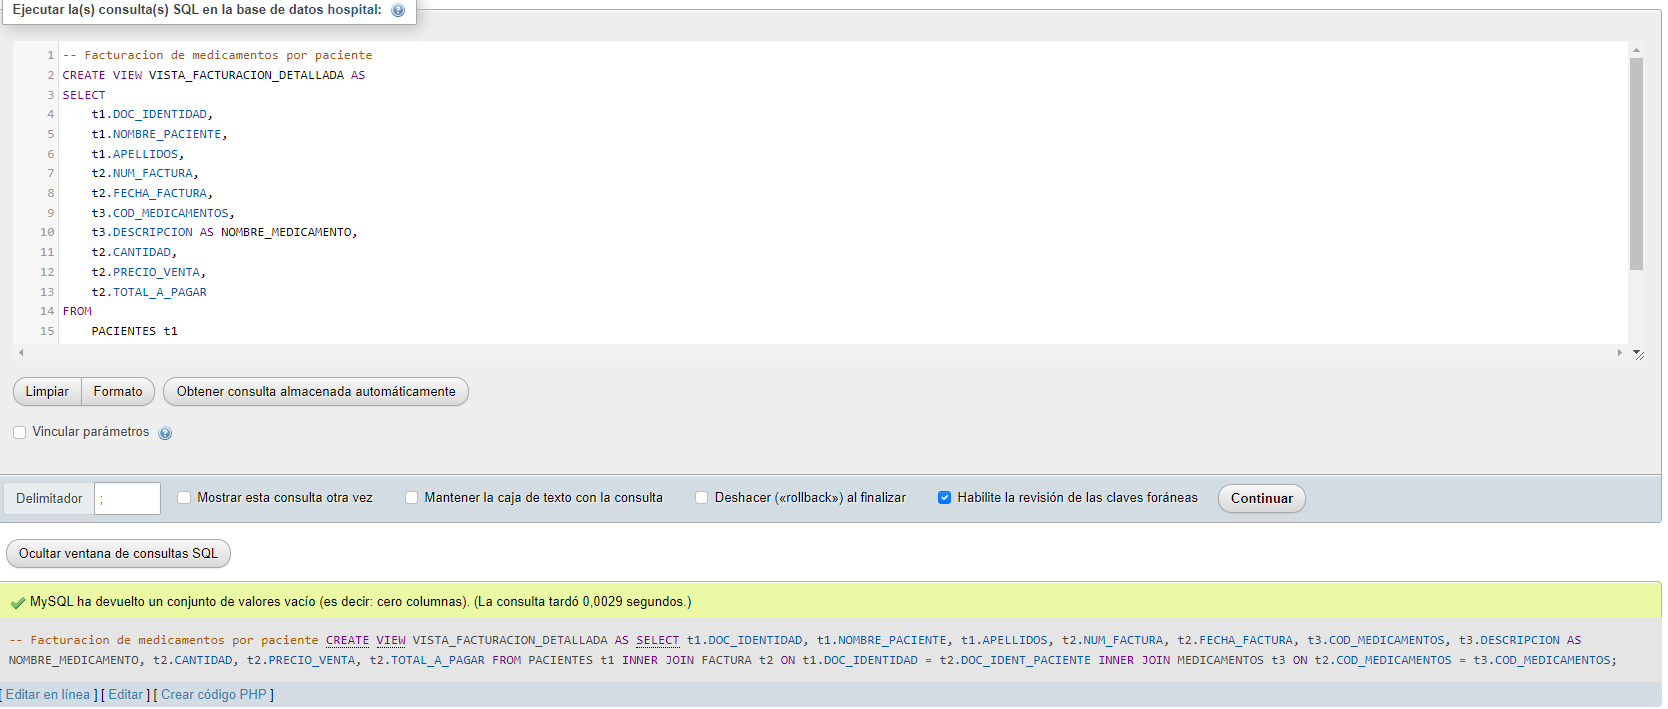 Ejecutar la(s) consulta(s) SQL en la base de datos hospital:
1 -- Facturacion de medicamentos por paciente
2 CREATE VIEW VISTA_FACTURACION_DETALLADA AS
3 SELECT
4 t1.DOC_IDENTIDAD,
5 t1.NOMBRE_PACIENTE,
6 t1.APELLIDOS,
7 t2.NUM_FACTURA,
8 t2.FECHA_FACTURA,
9 t3.COD_MEDICAMENTOS,
10 t3.DESCRIPCION AS NOMBRE_MEDICAMENTO,
11 t2.CANTIDAD,
12 t2.PRECIO_VENTA,
13 t2.TOTAL_A_PAGAR
14 FROM
15 PACIENTES t1
Limpiar Formato Obtener consulta almacenada automáticamente
Vincular parámetros
Delimitador ; Mostrar esta consulta otra vez Mantener la caja de texto con la consulta Deshacer («rollback») al finalizar Habilite la revisión de las claves foráneas Continuar
Ocultar ventana de consultas SQL
MySQL ha devuelto un conjunto de valores vacío (es decir: cero columnas). (La consulta tardó 0,0029 segundos.)
-- Facturacion de medicamentos por paciente CREATE VIEW VISTA_FACTURACION_DETALLADA AS SELECT t1.DOC_IDENTIDAD, t1.NOMBRE_PACIENTE, t1.APELLIDOS, t2.NUM_FACTURA, t2.FECHA_FACTURA, t3.COD_MEDICAMENTOS, t3.DESCRIPCION AS
NOMBRE_MEDICAMENTO, t2.CANTIDAD, t2.PRECIO_VENTA, t2.TOTAL_A_PAGAR FROM PACIENTES t1 INNER JOIN FACTURA t2 ON t1.DOC_IDENTIDAD = t2.DOC_IDENT_PACIENTE INNER JOIN MEDICAMENTOS t3 ON t2.COD_MEDICAMENTOS = t3.COD_MEDICAMENTOS;
[ Editar en línea ] [ Editar ] [ Crear código PHP ]